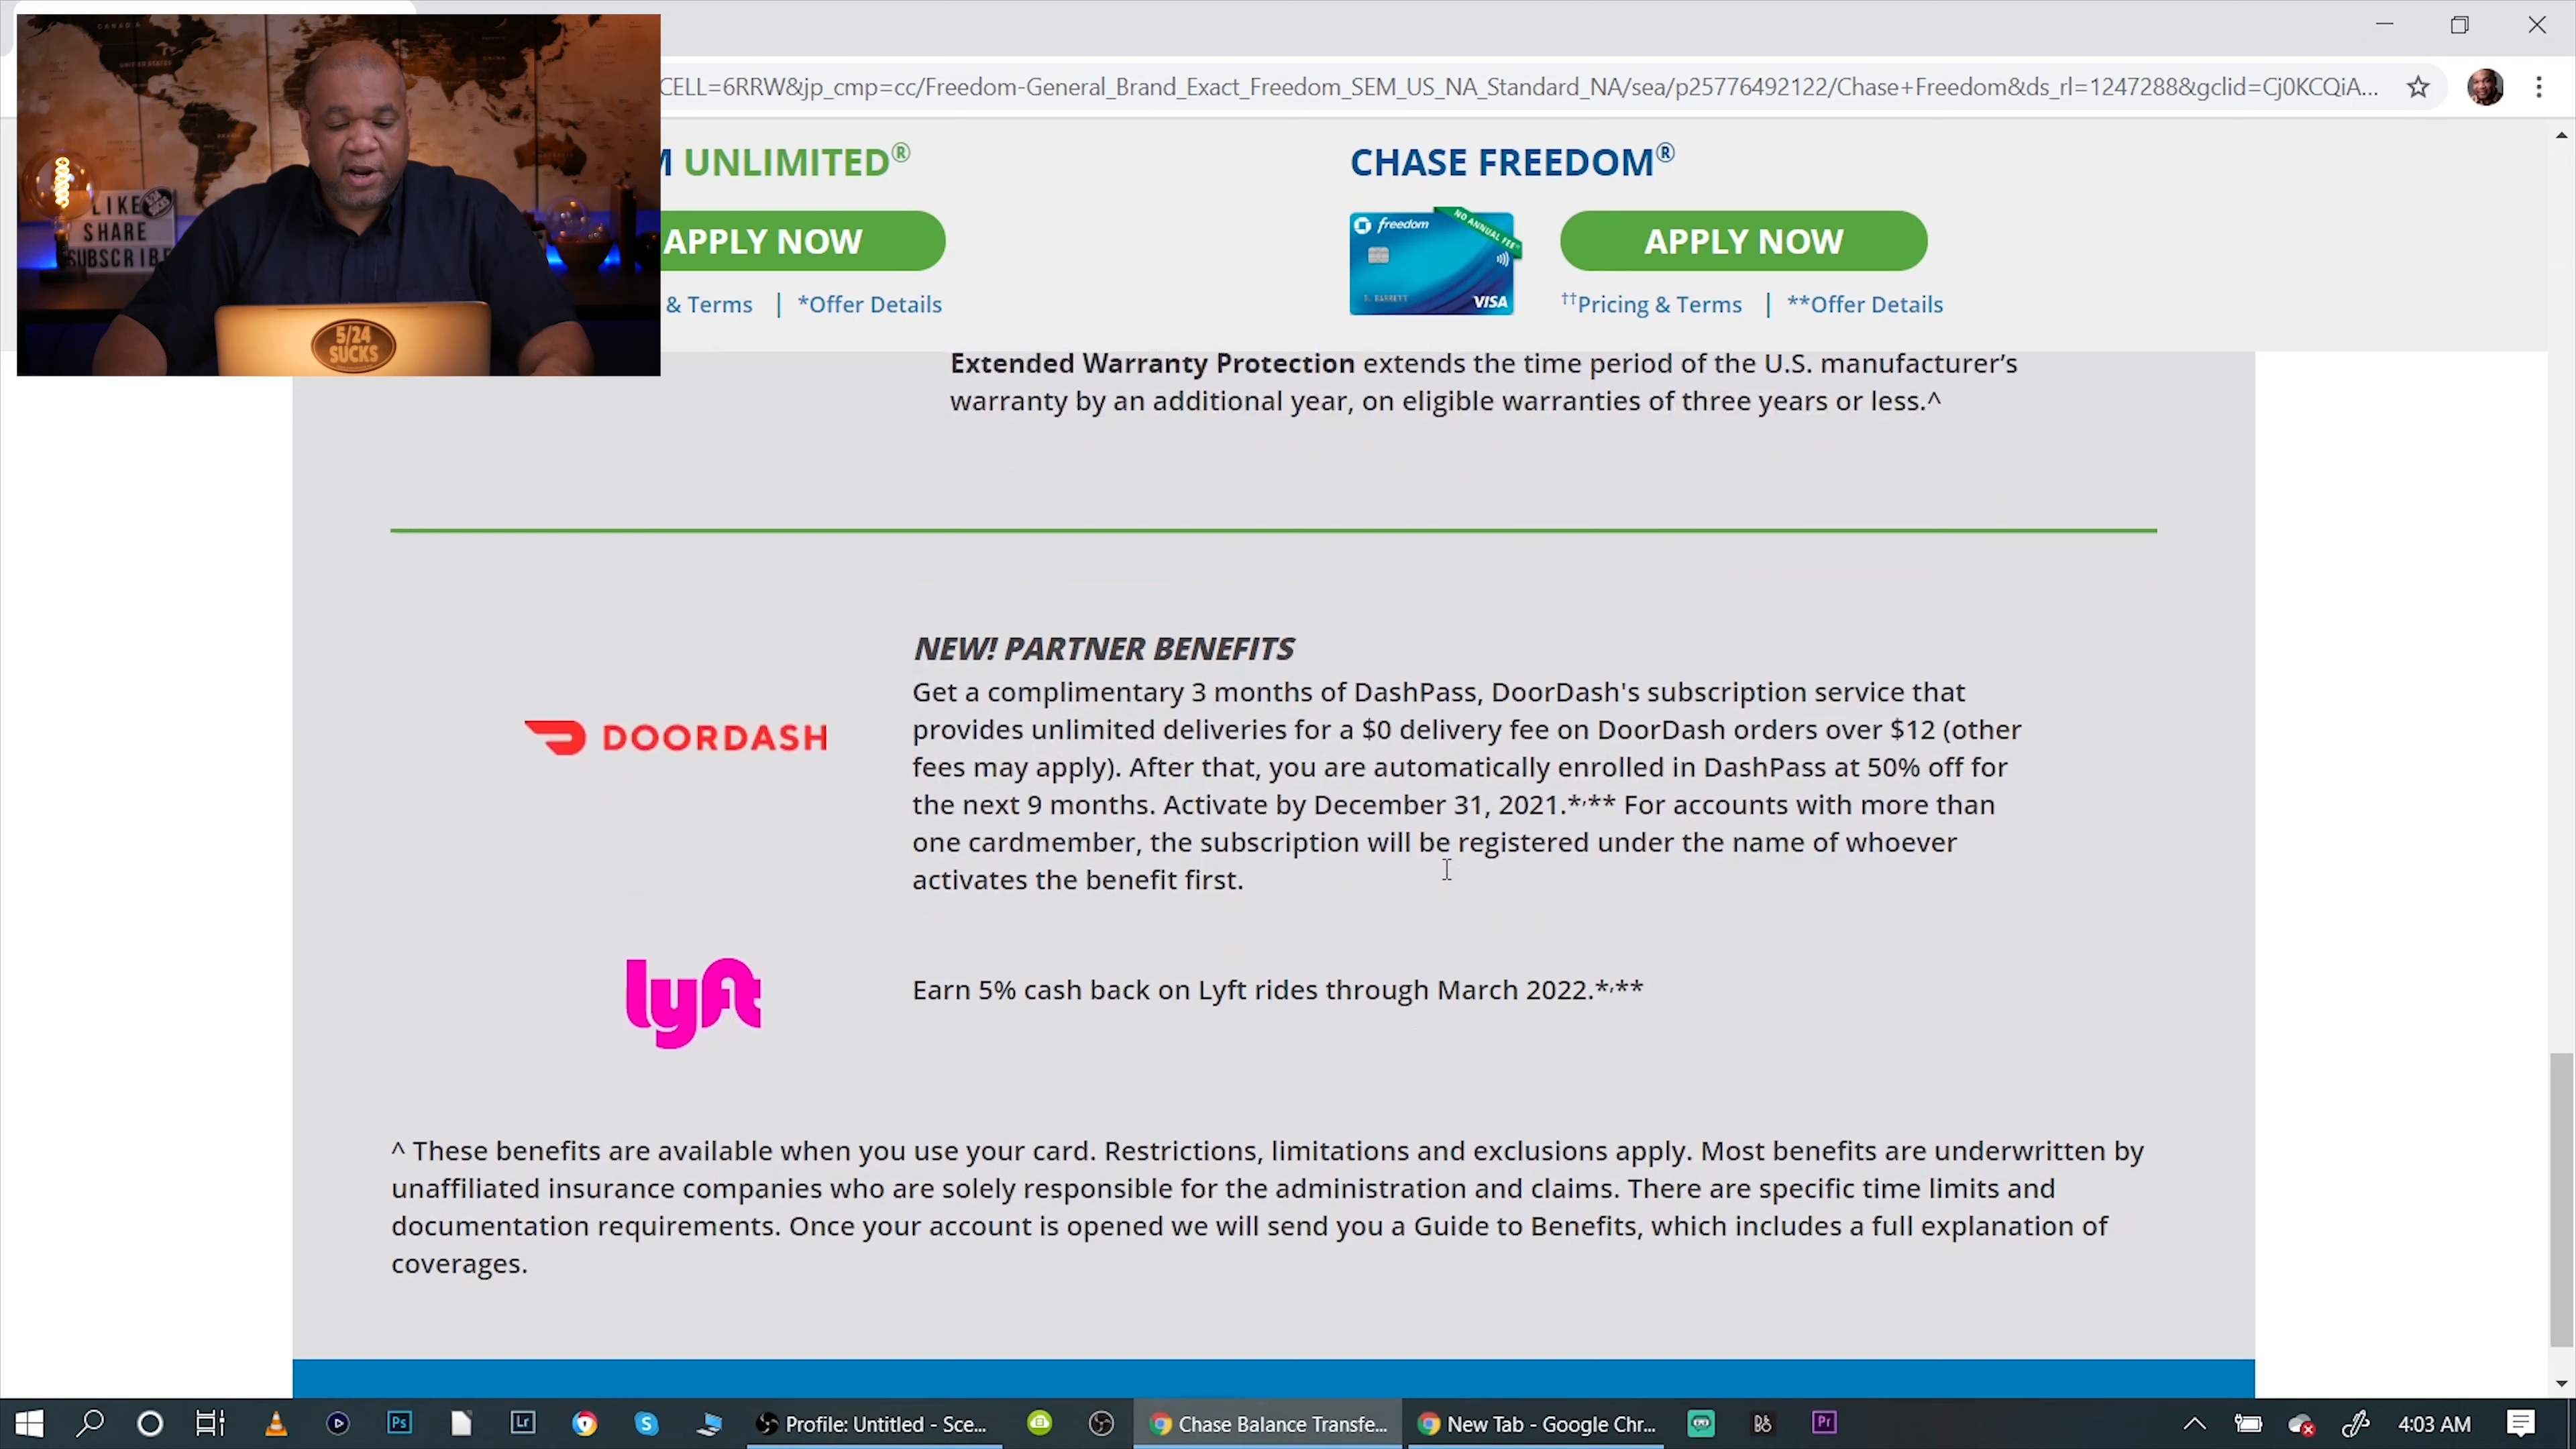 CELL=6RRW&jp_cmp=cc/Freedom-General_Brand_Exact_Freedom_SEM_US_NA_Standard_NA/sea/p25776492122/Chase+Freedom&ds_rl=1247288&gclid=Cj0KCQiA...
CANADA
LIKE
SHARE
SUBSCRIBE
5/24
SUCKS
M UNLIMITED®
APPLY NOW
& Terms | *Offer Details
CHASE FREEDOM®
freedom
NO ANNUAL FEE
VISA
APPLY NOW
††Pricing & Terms | **Offer Details
Extended Warranty Protection extends the time period of the U.S. manufacturer's
warranty by an additional year, on eligible warranties of three years or less.^
NEW! PARTNER BENEFITS
DOORDASH
Get a complimentary 3 months of DashPass, DoorDash's subscription service that
provides unlimited deliveries for a $0 delivery fee on DoorDash orders over $12 (other
fees may apply). After that, you are automatically enrolled in DashPass at 50% off for
the next 9 months. Activate by December 31, 2021.*,** For accounts with more than
one cardmember, the subscription will be registered under the name of whoever
activates the benefit first.
lyft
Earn 5% cash back on Lyft rides through March 2022.*,**
^ These benefits are available when you use your card. Restrictions, limitations and exclusions apply. Most benefits are underwritten by
unaffiliated insurance companies who are solely responsible for the administration and claims. There are specific time limits and
documentation requirements. Once your account is opened we will send you a Guide to Benefits, which includes a full explanation of
coverages.
Ps
Lr
Profile: Untitled - Sce...
Chase Balance Transfe...
New Tab - Google Chr...
Pr
4:03 AM